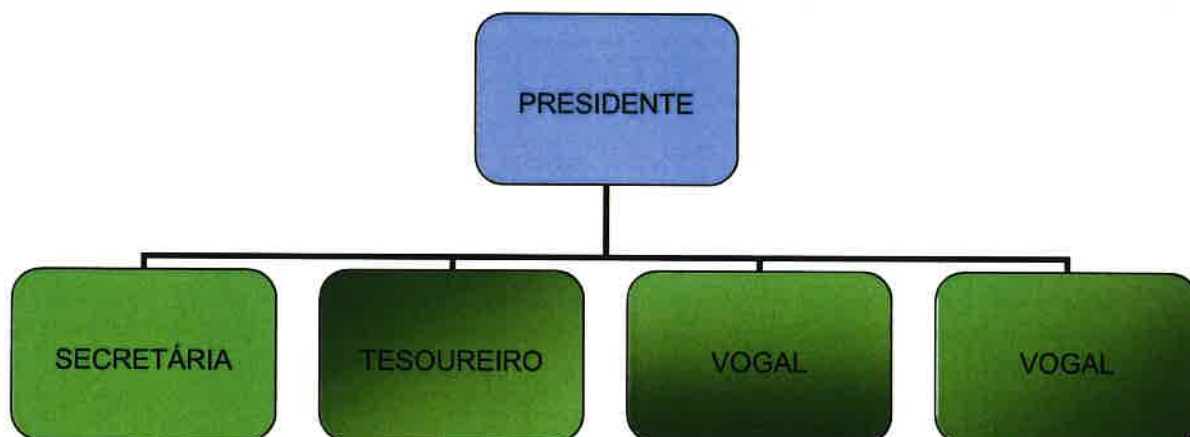 PRESIDENTE
SECRETÁRIA
TESOUREIRO
VOGAL
VOGAL